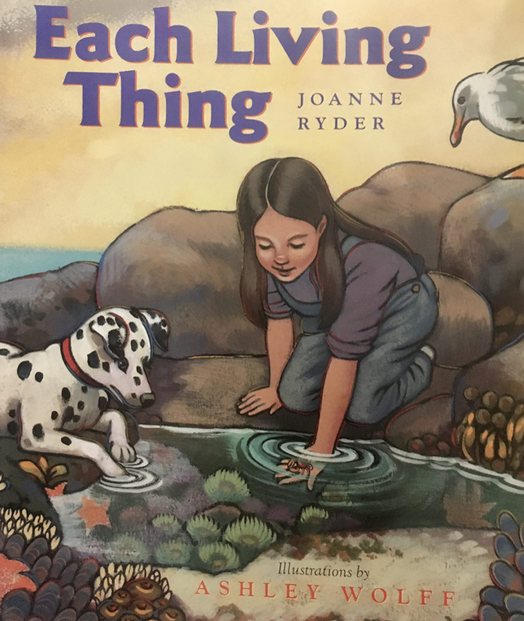 Each Living
Thing
JOANNE
RYDER
Illustrations by
ASHLEY WOLFF